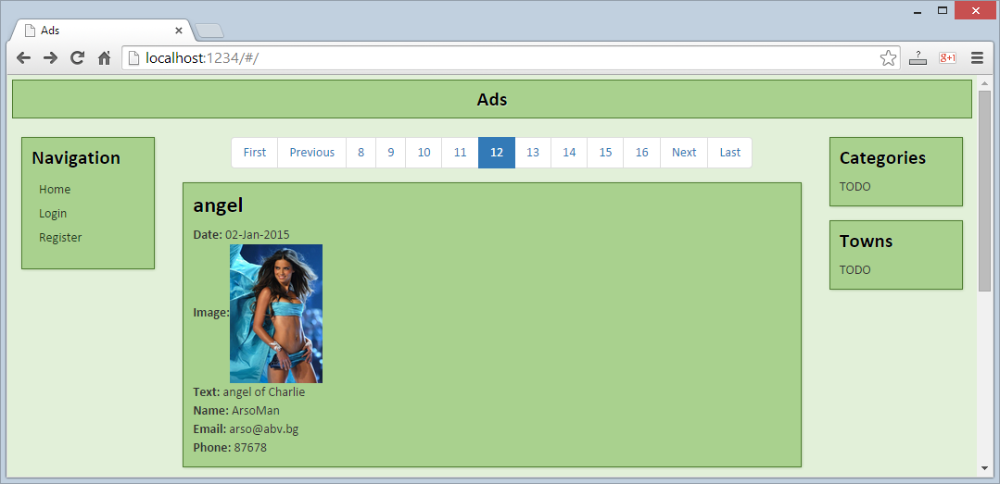 Ads
localhost:1234/#/
?
g+1
Ads
Navigation
Home
Login
Register
First Previous 8 9 10 11 12 13 14 15 16 Next Last
angel
Date: 02-Jan-2015
Image:
Text: angel of Charlie
Name: ArsoMan
Email: arso@abv.bg
Phone: 87678
Categories
TODO
Towns
TODO